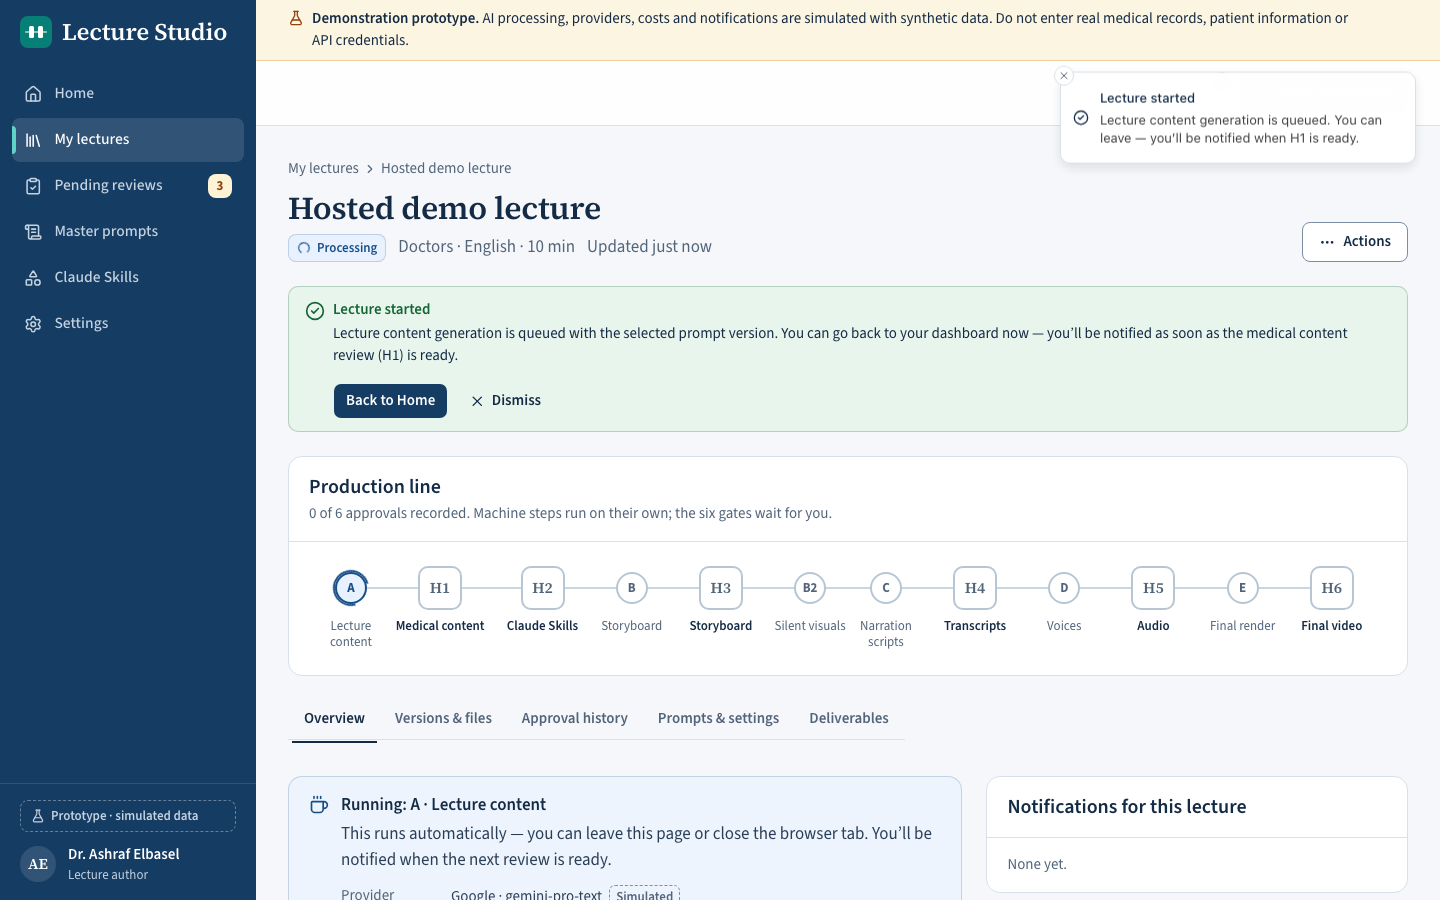 Lecture Studio
Home
My lectures
Pending reviews
3
Master prompts
Claude Skills
Settings
Prototype · simulated data
AE
Dr. Ashraf Elbasel
Lecture author
Demonstration prototype. AI processing, providers, costs and notifications are simulated with synthetic data. Do not enter real medical records, patient information or
API credentials.
Lecture started
Lecture content generation is queued. You can
leave — you’ll be notified when H1 is ready.
My lectures › Hosted demo lecture
Hosted demo lecture
Processing
Doctors · English · 10 min Updated just now
Actions
Lecture started
Lecture content generation is queued with the selected prompt version. You can go back to your dashboard now — you’ll be notified as soon as the medical content
review (H1) is ready.
Back to Home
Dismiss
Production line
0 of 6 approvals recorded. Machine steps run on their own; the six gates wait for you.
A H1 H2 B H3 B2 C H4 D H5 E H6
Lecture Medical content Claude Skills Storyboard Storyboard Silent visuals Narration Transcripts Voices Audio Final render Final video
content scripts
Overview Versions & files Approval history Prompts & settings Deliverables
Running: A · Lecture content
This runs automatically — you can leave this page or close the browser tab. You’ll be
notified when the next review is ready.
Provider Google · gemini-pro-text Simulated
Notifications for this lecture
None yet.